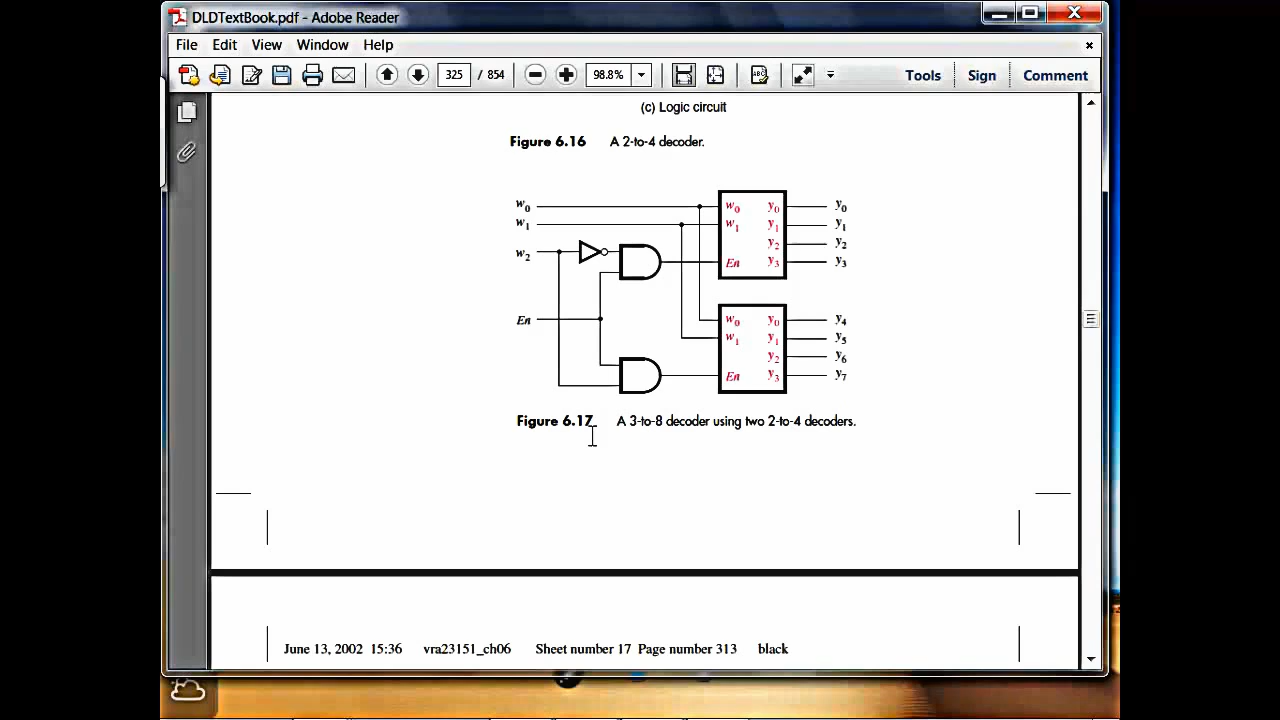 DLDTextBook.pdf - Adobe Reader
File Edit View Window Help
325 / 854 98.8% Tools Sign Comment
(c) Logic circuit
Figure 6.16 A 2-to-4 decoder.
w0 w0 y0 y0
w1 w1 y1 y1
w2 y2 y2
En y3 y3
En w0 y0 y4
w1 y1 y5
y2 y6
En y3 y7
Figure 6.17 A 3-to-8 decoder using two 2-to-4 decoders.
June 13, 2002 15:36 vra23151_ch06 Sheet number 17 Page number 313 black